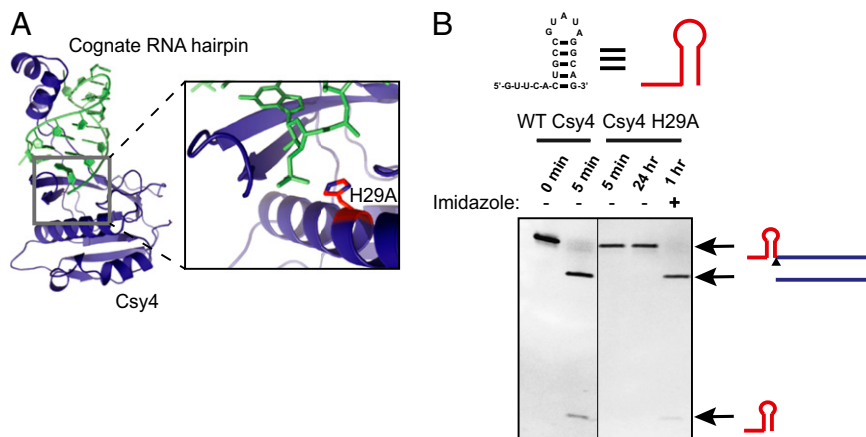 A
Cognate RNA hairpin
H29A
Csy4
B
U A U
G A
C G
C G
G C
U A
5'-G-U-U-C-A-C G-3'
WT Csy4 Csy4 H29A
0 min 5 min 5 min 24 hr 1 hr
Imidazole: - - - - +